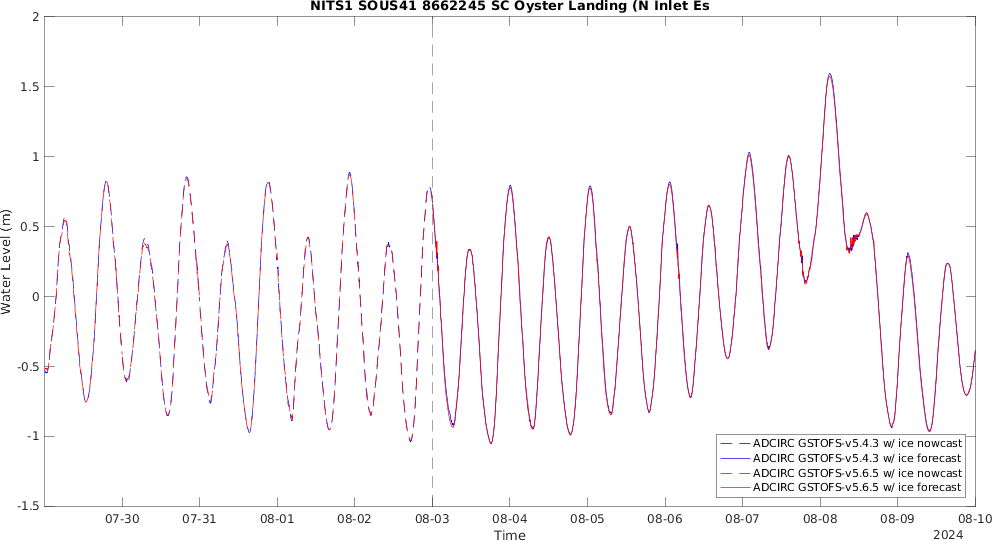 NITS1 SOUS41 8662245 SC Oyster Landing (N Inlet Es
2
1.5
1
0.5
0
-0.5
-1
-1.5
Water Level (m)
07-30 07-31 08-01 08-02 08-03 08-04 08-05 08-06 08-07 08-08 08-09 08-10
Time
2024
ADCIRC GSTOFS-v5.4.3 w/ ice nowcast
ADCIRC GSTOFS-v5.4.3 w/ ice forecast
ADCIRC GSTOFS-v5.6.5 w/ ice nowcast
ADCIRC GSTOFS-v5.6.5 w/ ice forecast